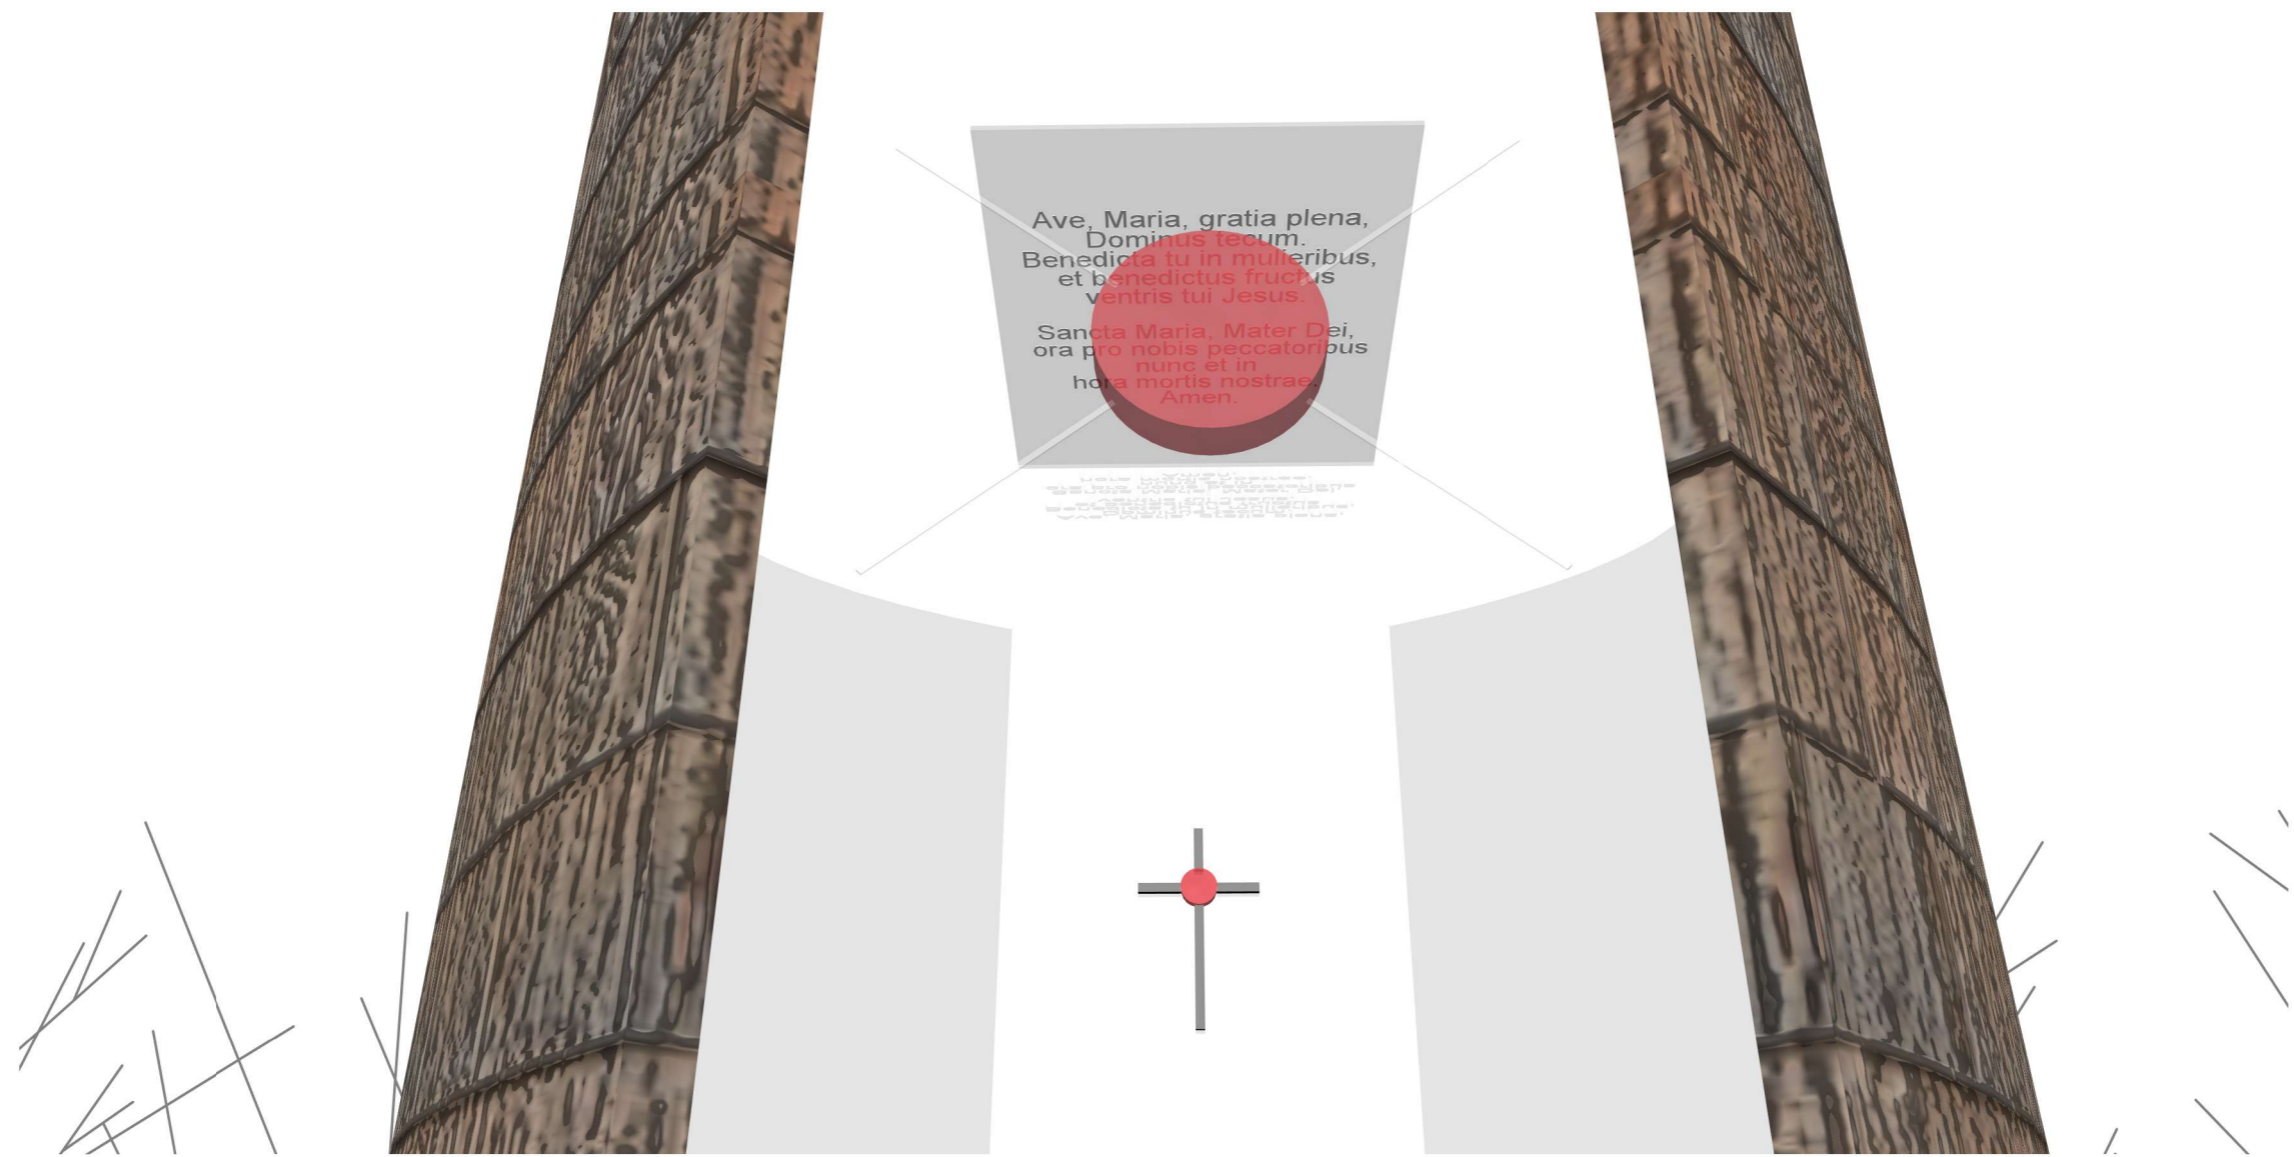 Ave, Maria, gratia plena,
Dominus tecum.
Benedicta tu in mulieribus,
et benedictus fructus
ventris tui Jesus.
Sancta Maria, Mater Dei,
ora pro nobis peccatoribus
nunc et in
hora mortis nostrae.
Amen.